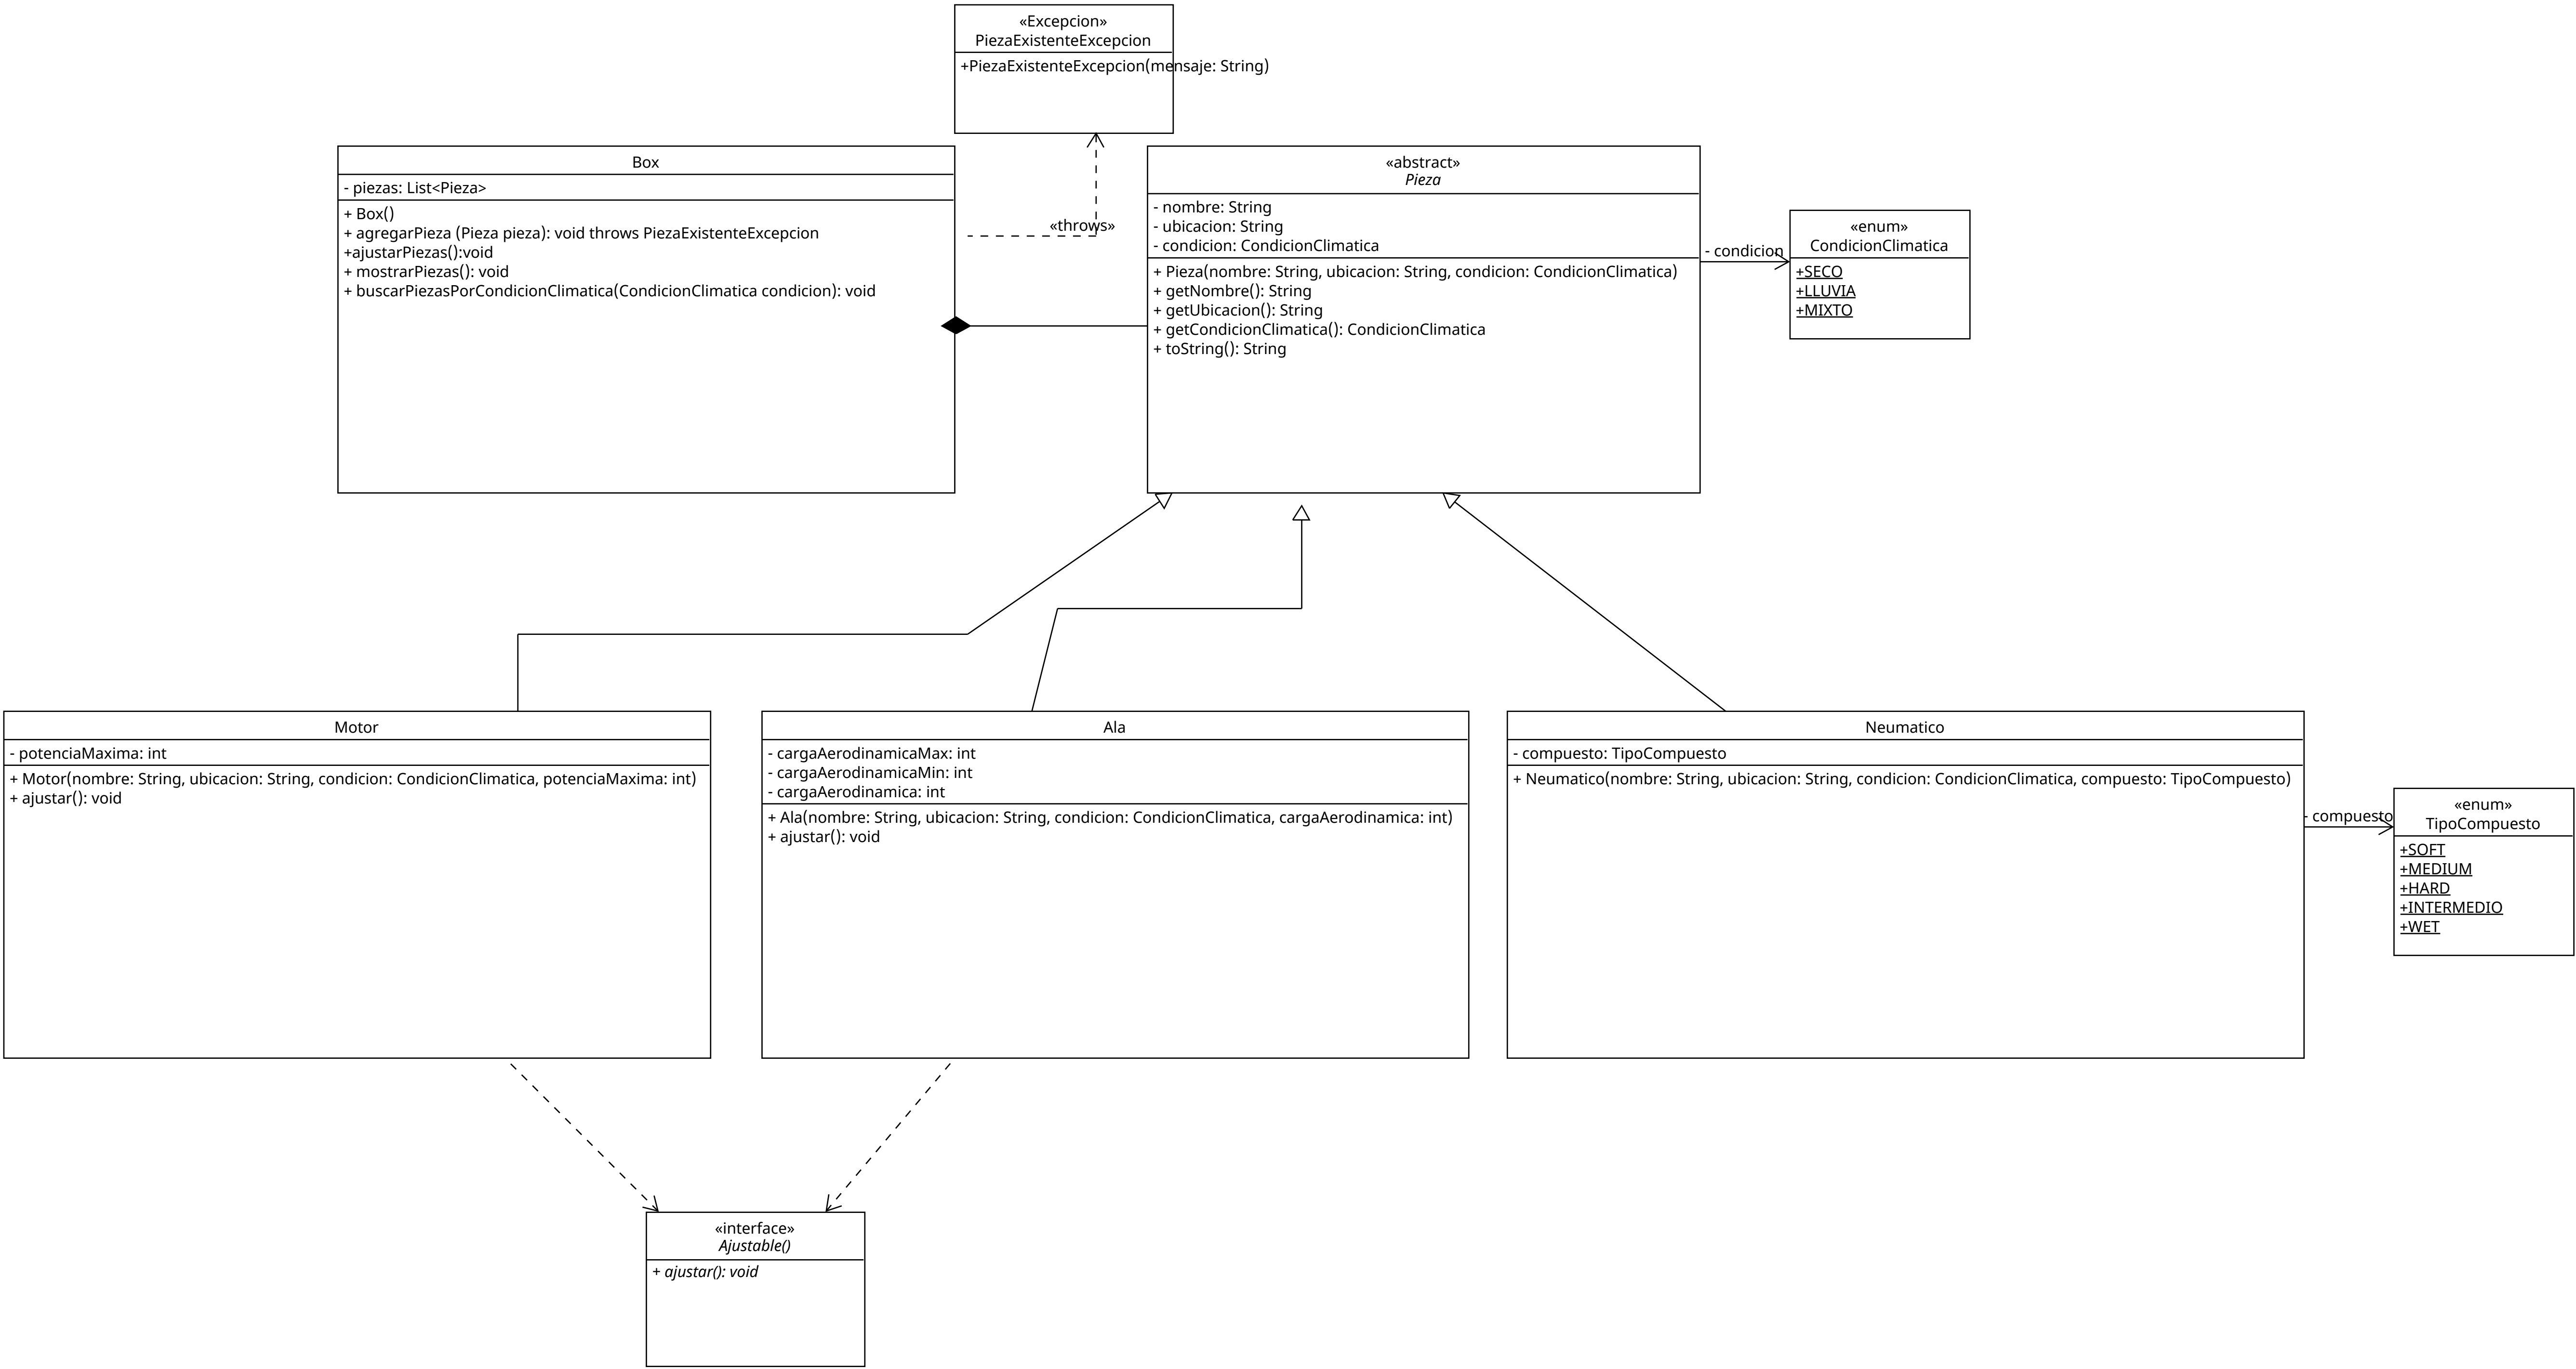 «Excepcion»
PiezaExistenteExcepcion
+PiezaExistenteExcepcion(mensaje: String)
Box
- piezas: List<Pieza>
+ Box()
+ agregarPieza (Pieza pieza): void throws PiezaExistenteExcepcion
+ajustarPiezas():void
+ mostrarPiezas(): void
+ buscarPiezasPorCondicionClimatica(CondicionClimatica condicion): void
«throws»
«abstract»
Pieza
- nombre: String
- ubicacion: String
- condicion: CondicionClimatica
+ Pieza(nombre: String, ubicacion: String, condicion: CondicionClimatica)
+ getNombre(): String
+ getUbicacion(): String
+ getCondicionClimatica(): CondicionClimatica
+ toString(): String
- condicion
«enum»
CondicionClimatica
+SECO
+LLUVIA
+MIXTO
Motor
- potenciaMaxima: int
+ Motor(nombre: String, ubicacion: String, condicion: CondicionClimatica, potenciaMaxima: int)
+ ajustar(): void
Ala
- cargaAerodinamicaMax: int
- cargaAerodinamicaMin: int
- cargaAerodinamica: int
+ Ala(nombre: String, ubicacion: String, condicion: CondicionClimatica, cargaAerodinamica: int)
+ ajustar(): void
Neumatico
- compuesto: TipoCompuesto
+ Neumatico(nombre: String, ubicacion: String, condicion: CondicionClimatica, compuesto: TipoCompuesto)
- compuesto
«enum»
TipoCompuesto
+SOFT
+MEDIUM
+HARD
+INTERMEDIO
+WET
«interface»
Ajustable()
+ ajustar(): void